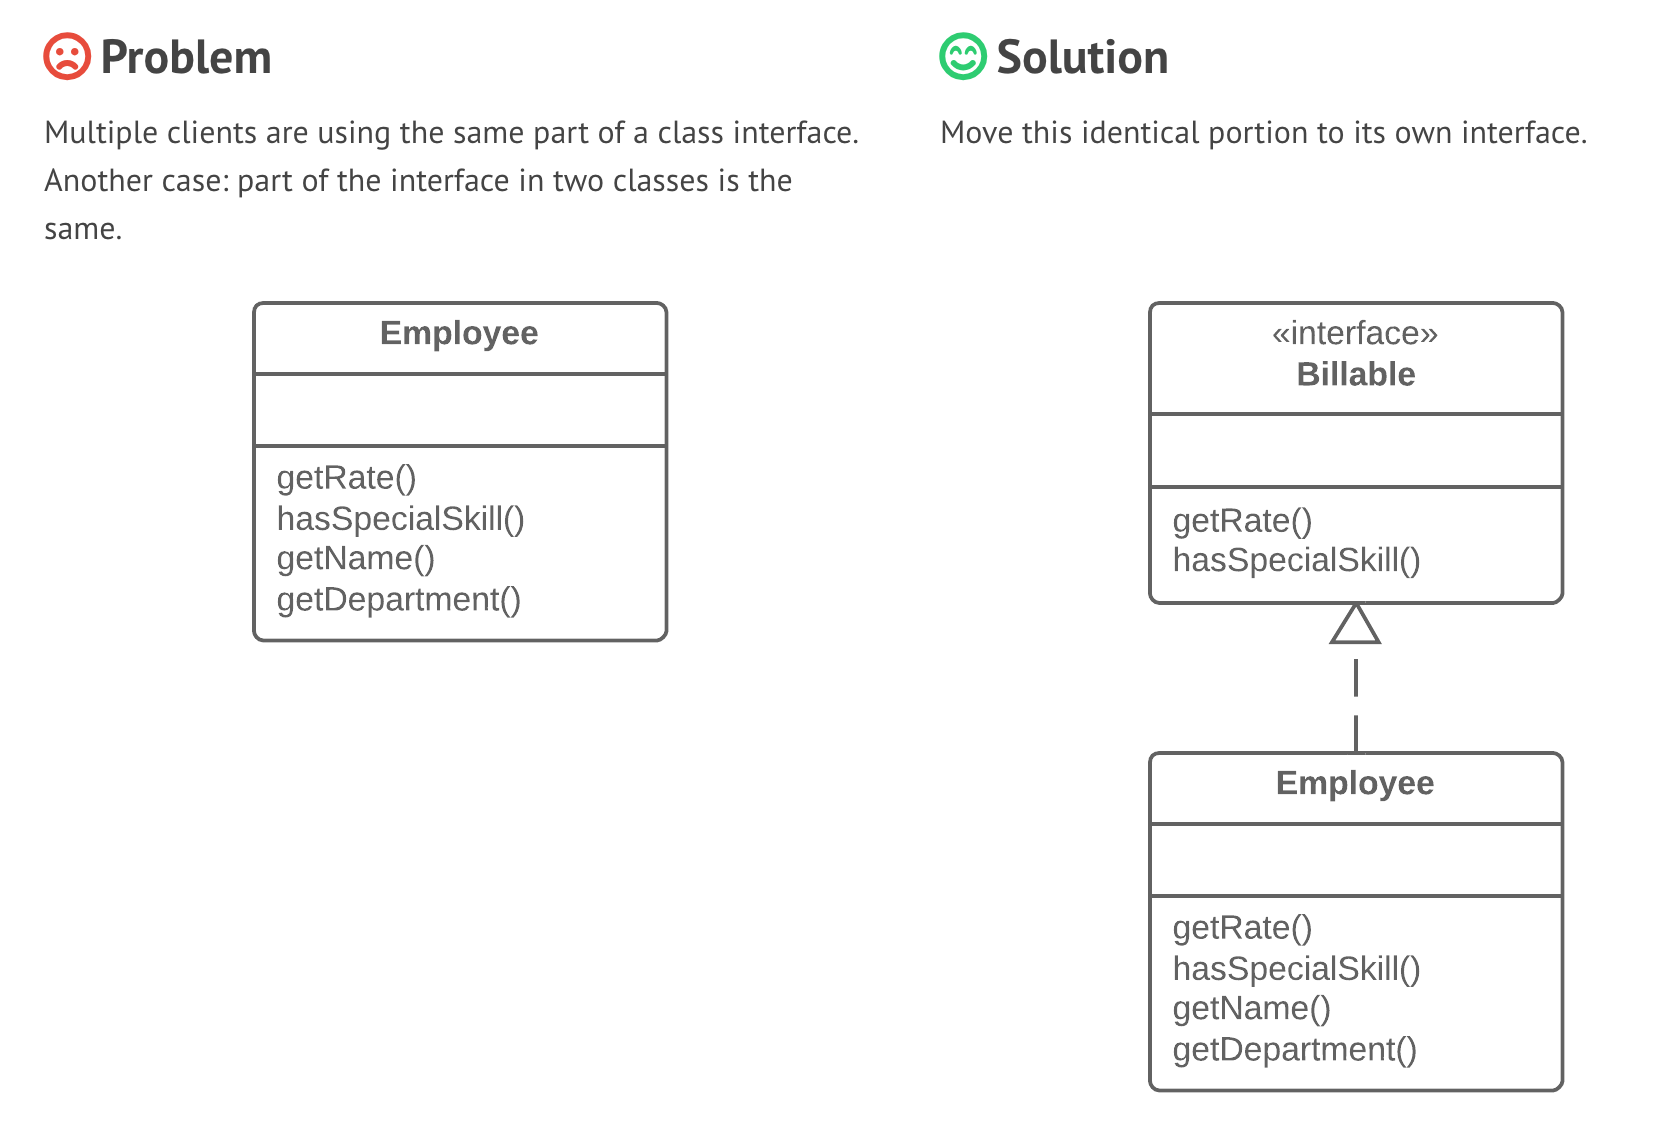 Problem
Multiple clients are using the same part of a class interface.
Another case: part of the interface in two classes is the
same.
Employee
getRate()
hasSpecialSkill()
getName()
getDepartment()
Solution
Move this identical portion to its own interface.
«interface»
Billable
getRate()
hasSpecialSkill()
Employee
getRate()
hasSpecialSkill()
getName()
getDepartment()